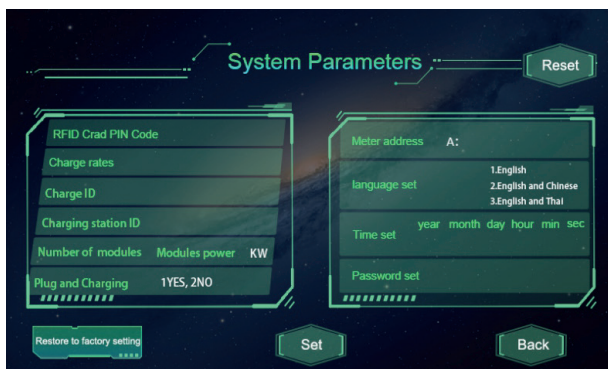 System Parameters
Reset
RFID Crad PIN Code
Charge rates
Charge ID
Charging station ID
Number of modules Modules power KW
Plug and Charging 1YES, 2NO
Meter address A:
language set
1.English
2.English and Chinese
3.English and Thai
Time set year month day hour min sec
Password set
Restore to factory setting
Set
Back